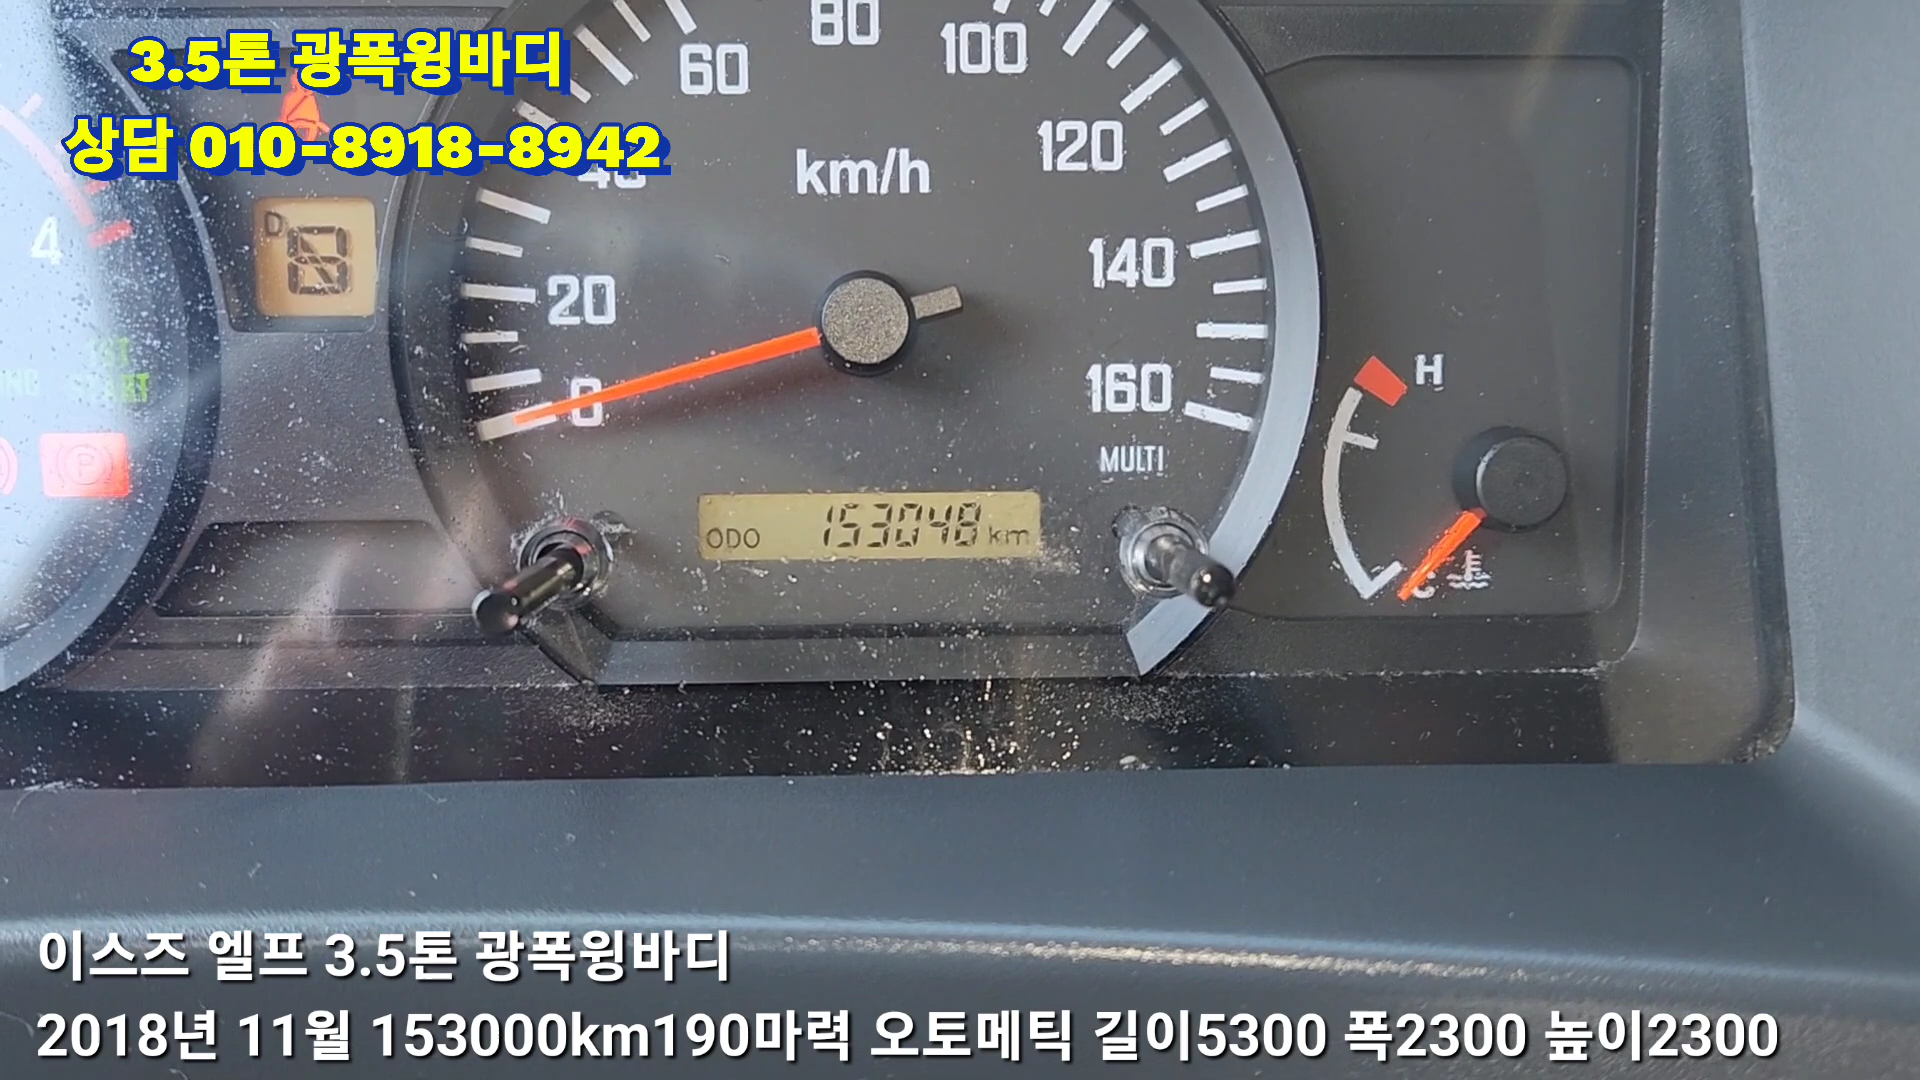 3.5톤 광폭윙바디
상담 010-8918-8942
80
60
100
40
km/h
120
4
D
140
20
160
0
H
MULTI
P
ODO 153048 km
C
이스즈 엘프 3.5톤 광폭윙바디
2018년 11월 153000km190마력 오토메틱 길이5300 폭2300 높이2300